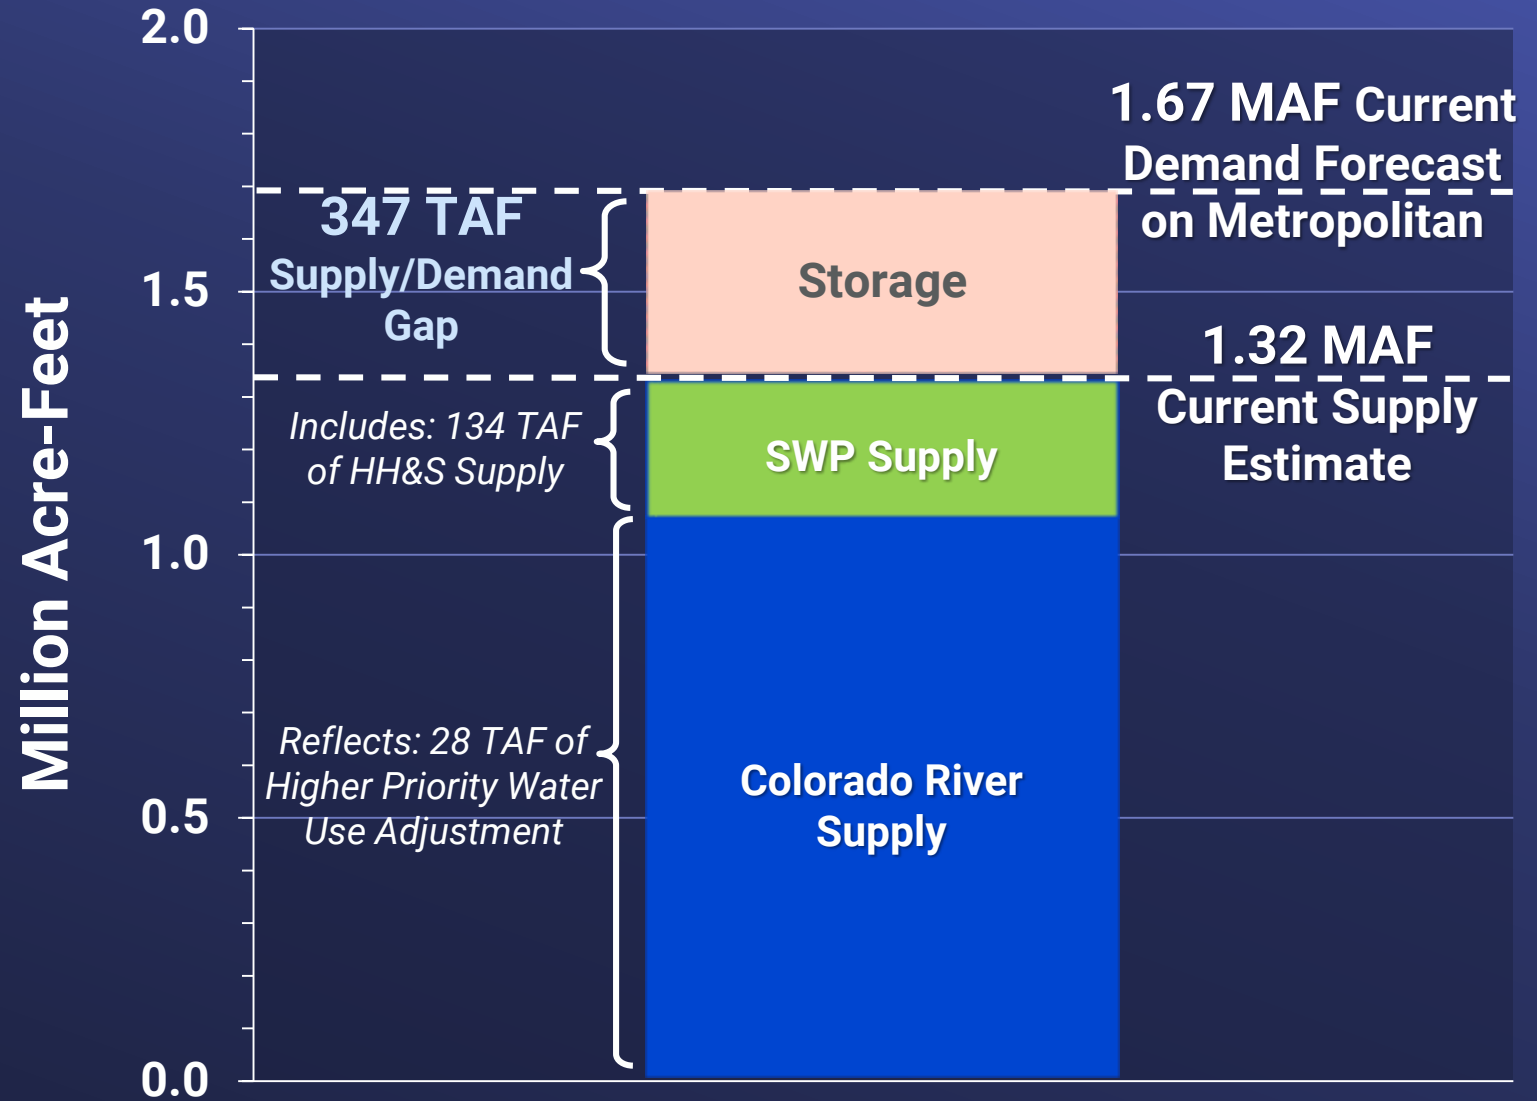 Million Acre-Feet
2.0
1.5
1.0
0.5
0.0
347 TAF
Supply/Demand
Gap
Includes: 134 TAF
of HH&S Supply
Reflects: 28 TAF of
Higher Priority Water
Use Adjustment
Storage
SWP Supply
Colorado River
Supply
1.67 MAF Current
Demand Forecast
on Metropolitan
1.32 MAF
Current Supply
Estimate